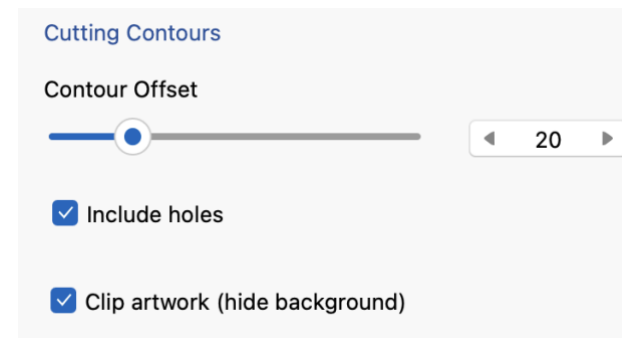 Cutting Contours
Contour Offset
20
Include holes
Clip artwork (hide background)